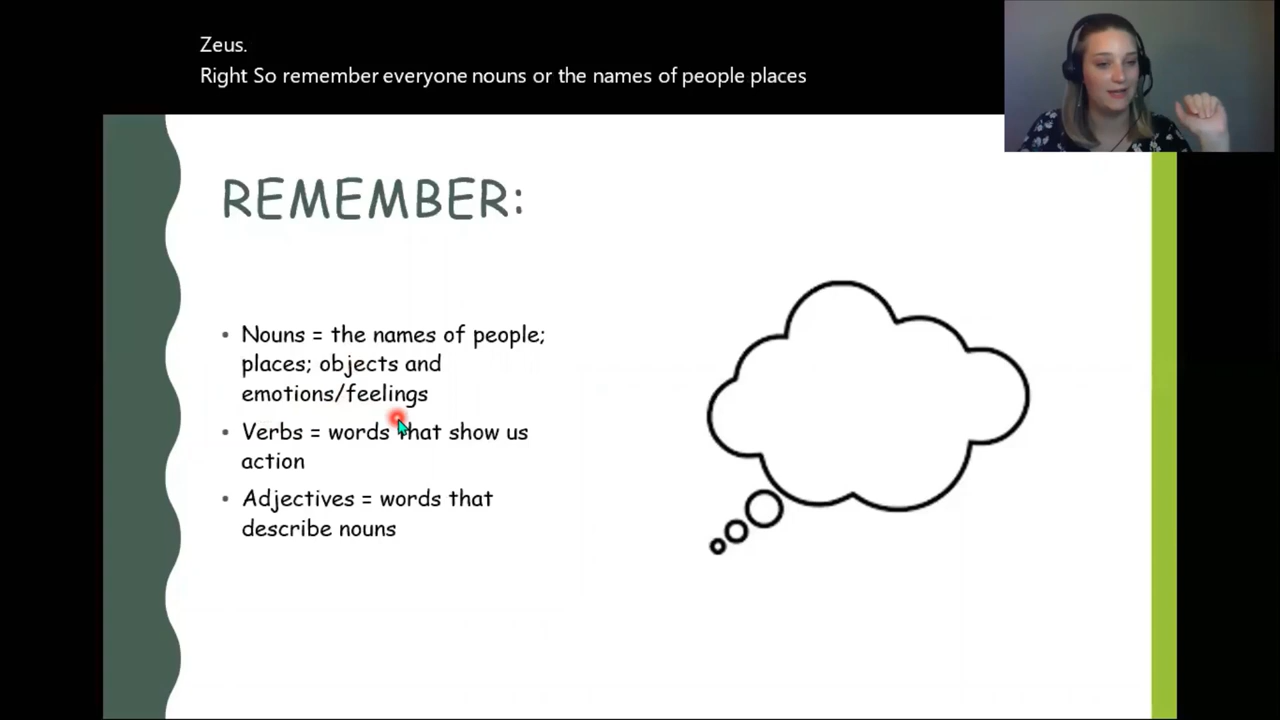 Zeus.
Right So remember everyone nouns or the names of people places
REMEMBER:
• Nouns = the names of people;
places; objects and
emotions/feelings
• Verbs = words that show us
action
• Adjectives = words that
describe nouns